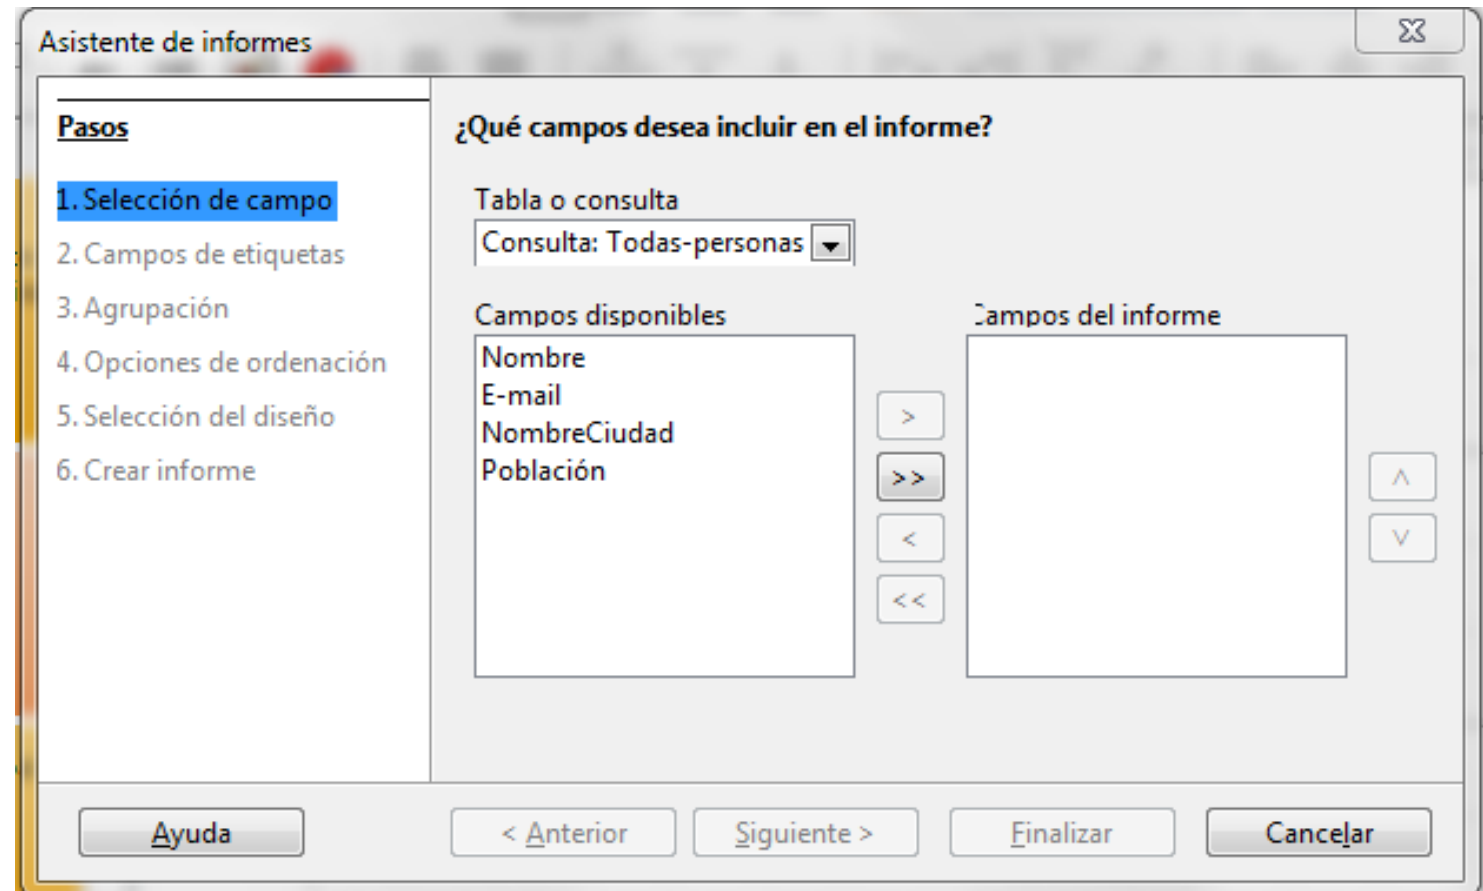 Asistente de informes
Pasos
1. Selección de campo
2. Campos de etiquetas
3. Agrupación
4. Opciones de ordenación
5. Selección del diseño
6. Crear informe
¿Qué campos desea incluir en el informe?
Tabla o consulta
Consulta: Todas-personas
Campos disponibles
Nombre
E-mail
NombreCiudad
Población
>
>>
<
<<
Campos del informe
^
v
Ayuda
< Anterior
Siguiente >
Finalizar
Cancelar